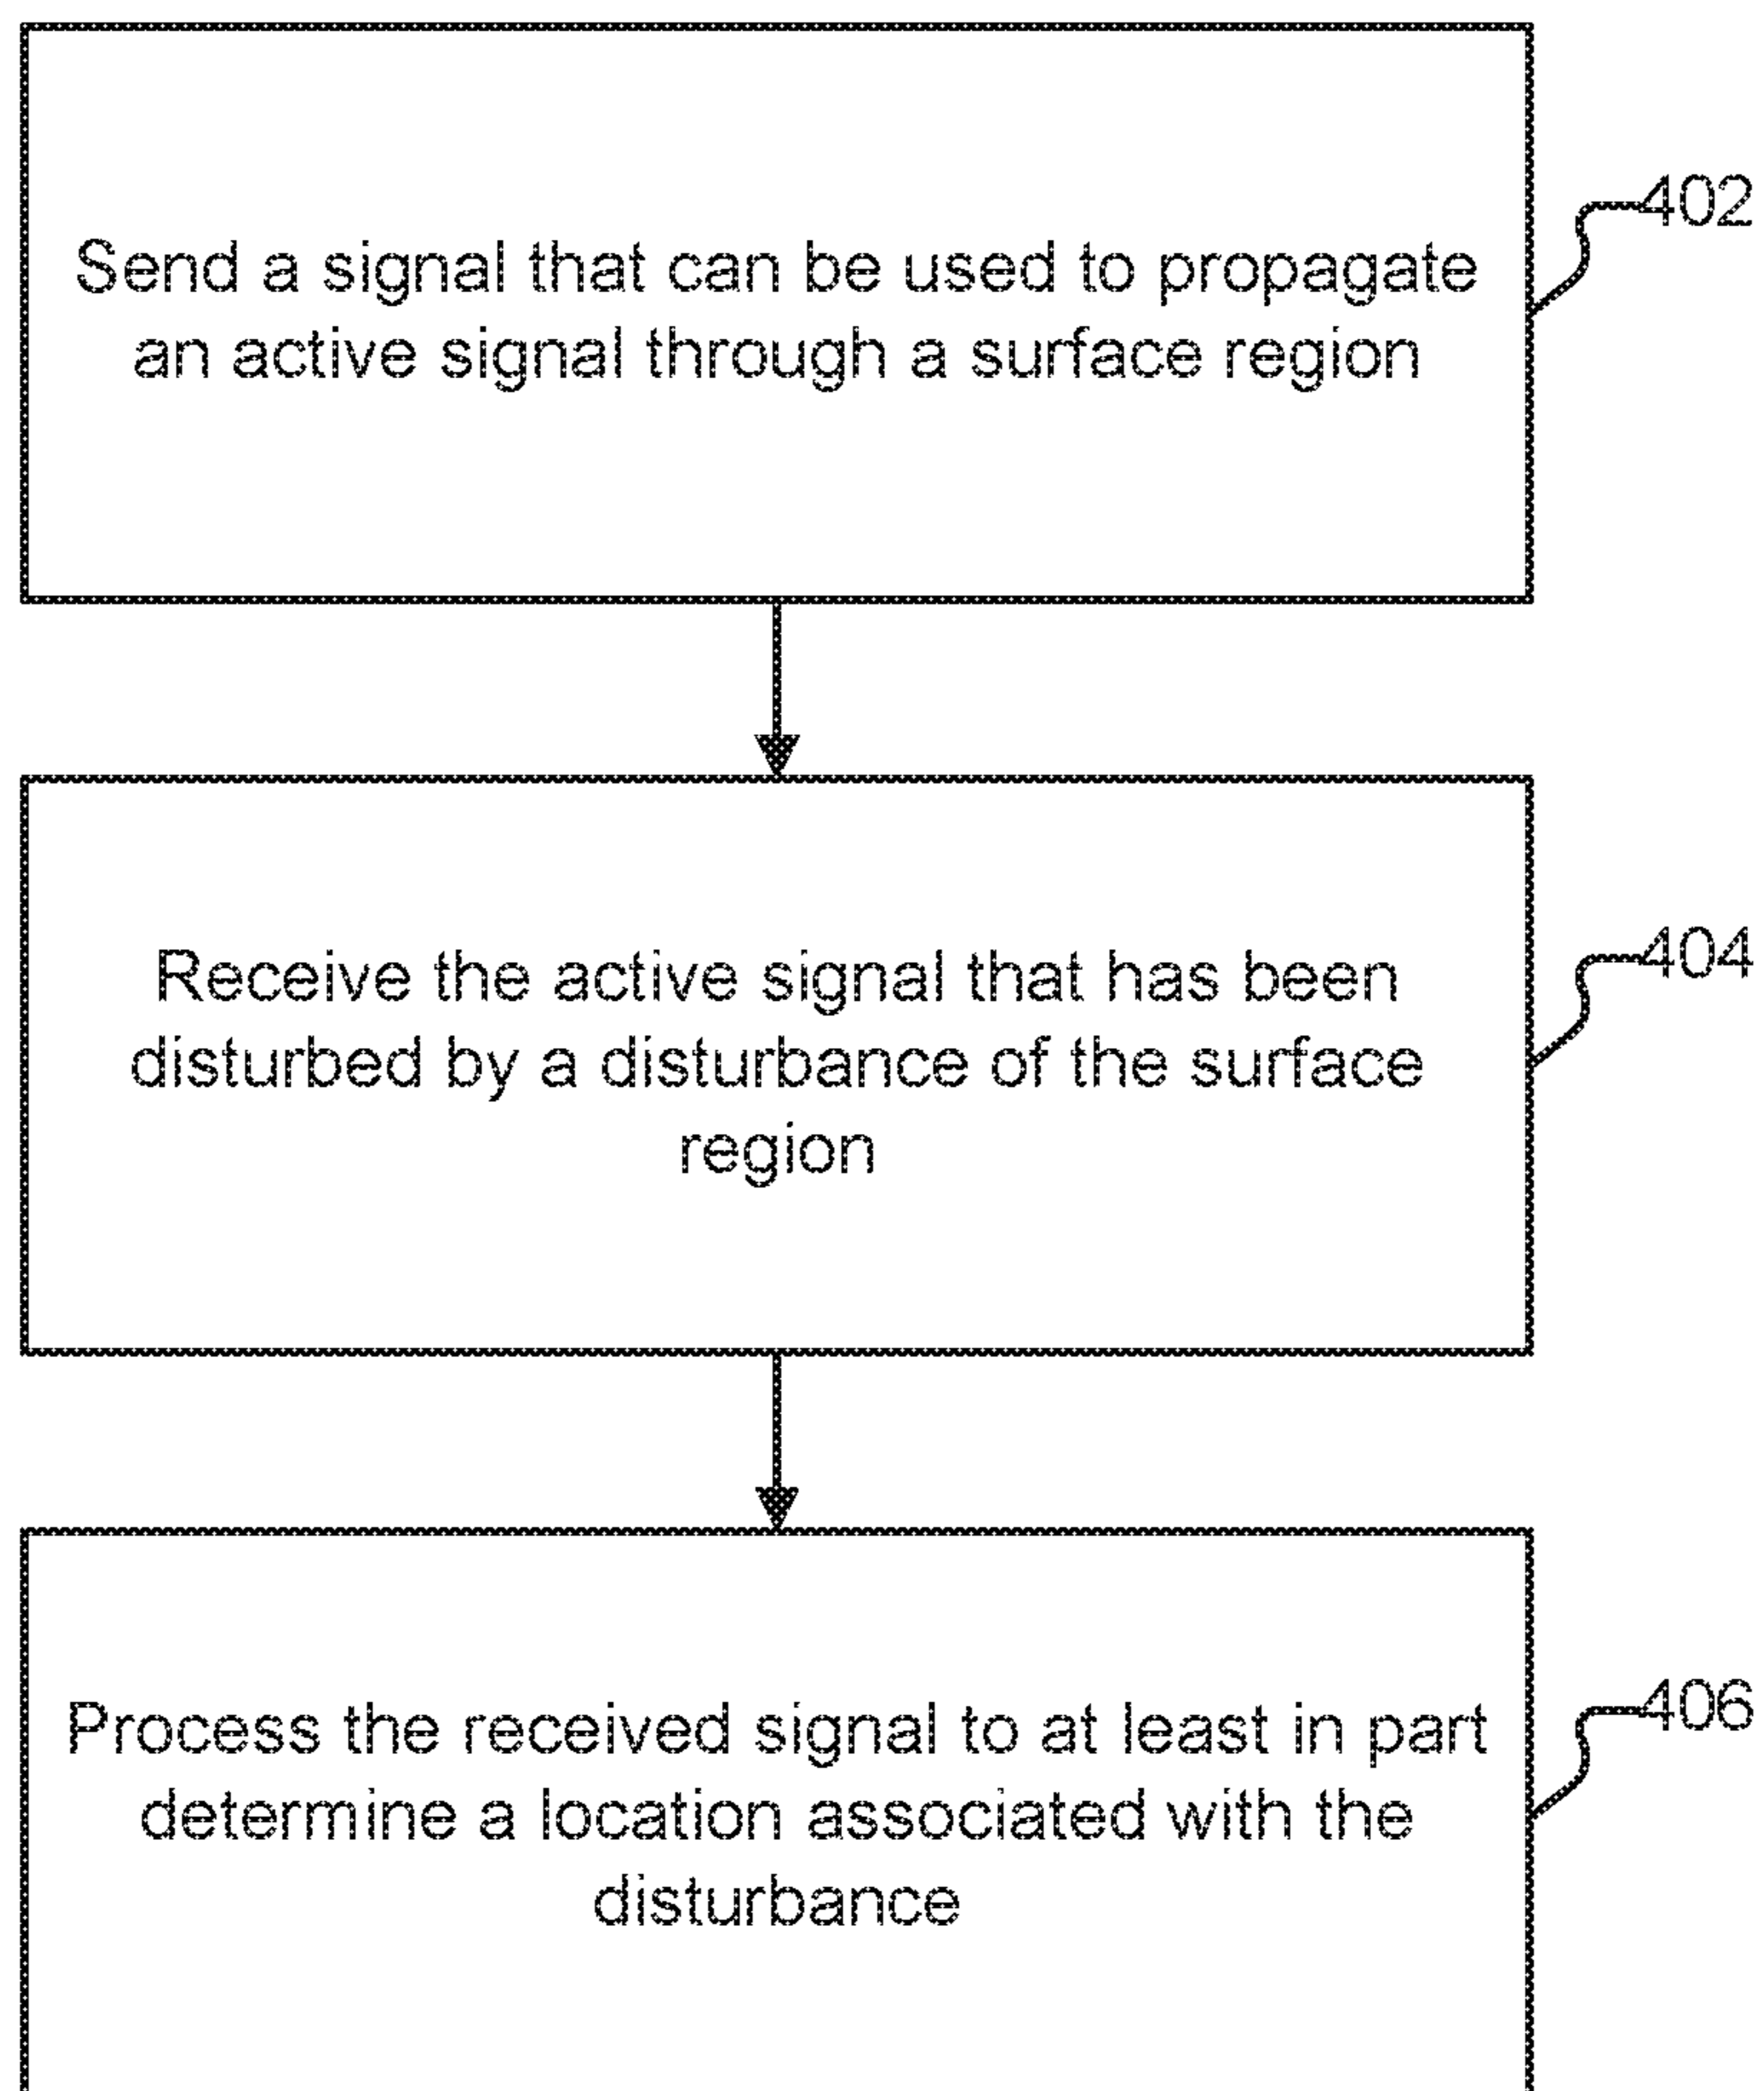 Send a signal that can be used to propagate
an active signal through a surface region
402
Receive the active signal that has been
disturbed by a disturbance of the surface
region
404
Process the received signal to at least in part
determine a location associated with the
disturbance
406